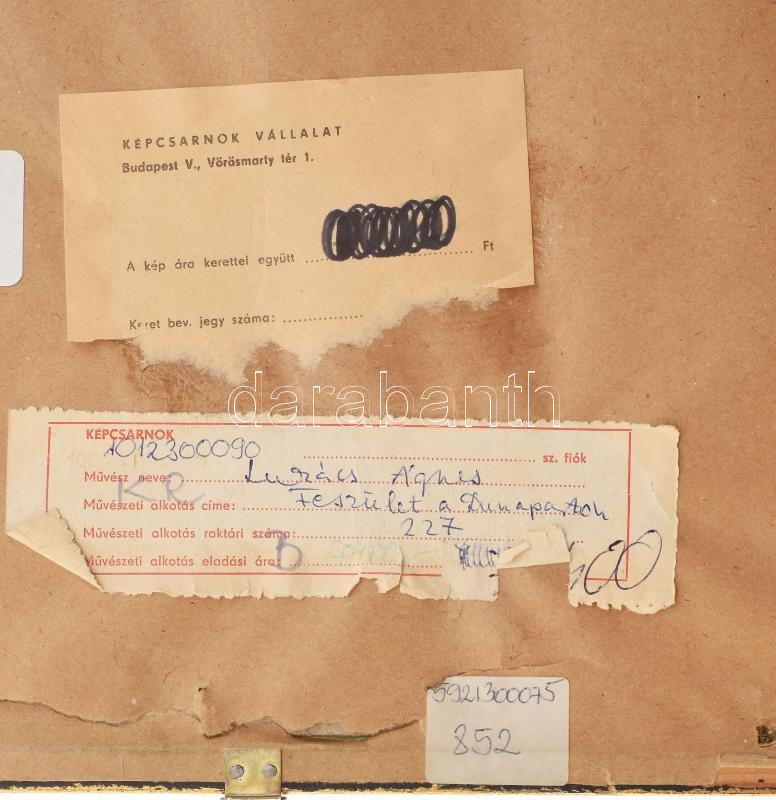 KÉPCSARNOK VÁLLALAT
Budapest V., Vörösmarty tér 1.
A kép ára kerettel együtt .................... Ft
Keret bev. jegy száma: ................
darabanth
KÉPCSARNOK
1012300090 .................... sz. fiók
Művész neve: Lukács Ágnes
KR
Művészeti alkotás címe: Feszület a Dunaparton
Művészeti alkotás raktári száma: 227
Művészeti alkotás eladási ára
B
5921300075
852